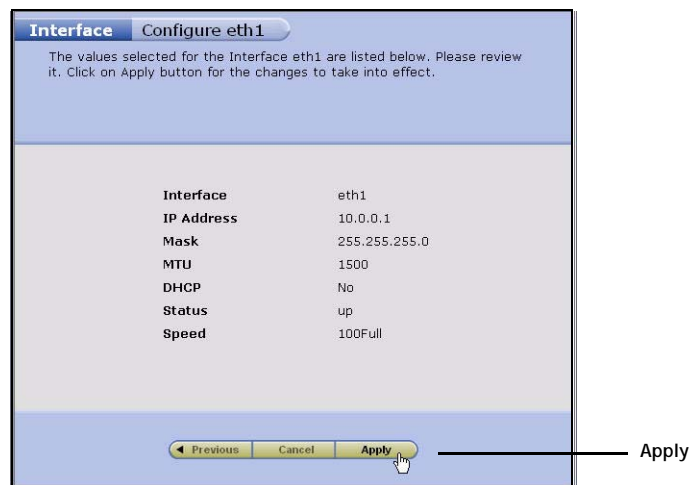 Interface Configure eth1
The values selected for the Interface eth1 are listed below. Please review
it. Click on Apply button for the changes to take into effect.
Interface eth1
IP Address 10.0.0.1
Mask 255.255.255.0
MTU 1500
DHCP No
Status up
Speed 100Full
Previous Cancel Apply
Apply